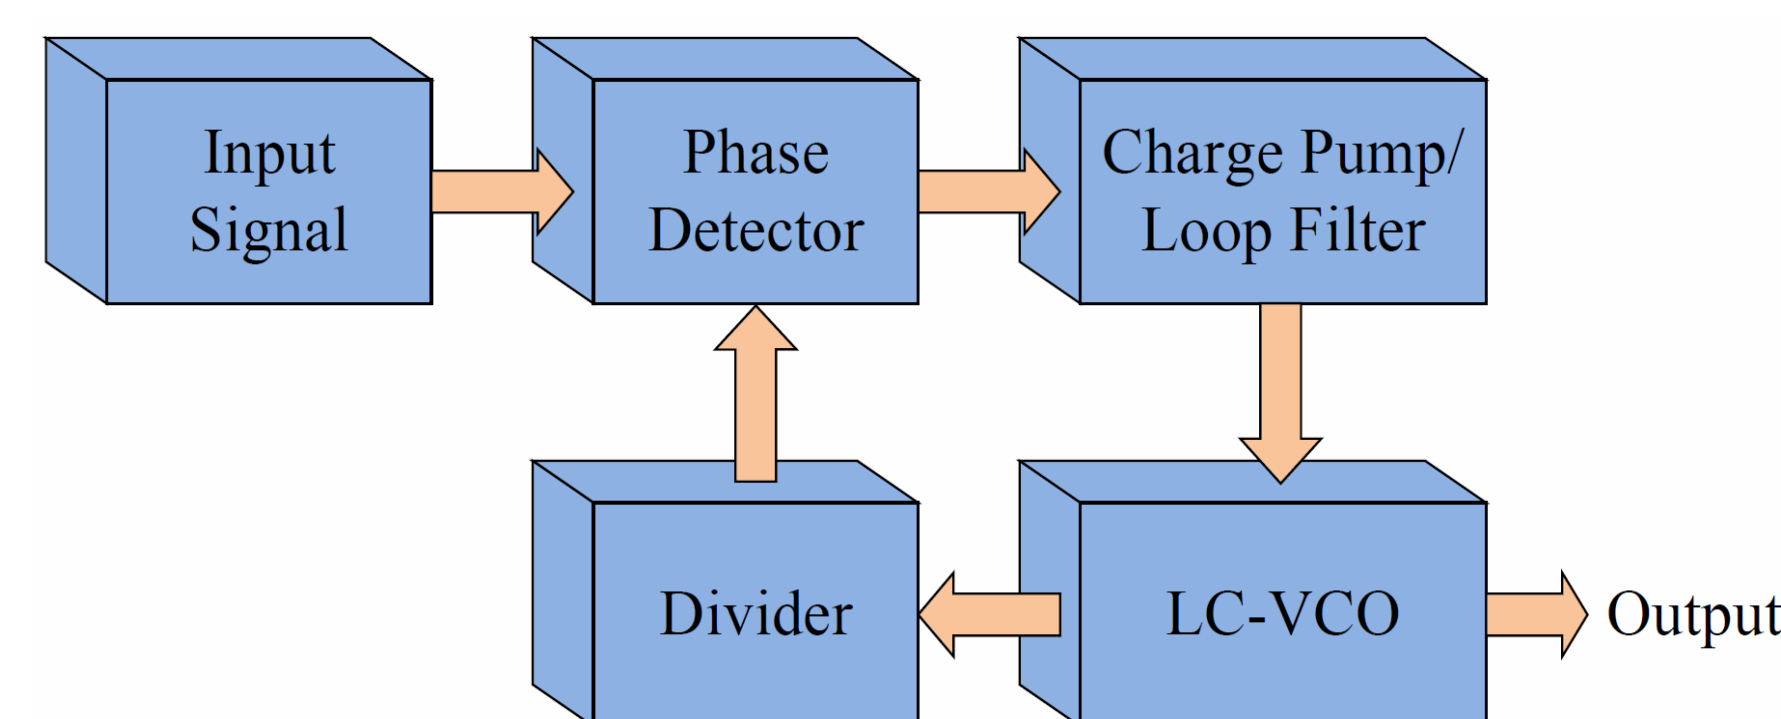 Input
Signal
Phase
Detector
Charge Pump/
Loop Filter
Divider
LC-VCO
Output